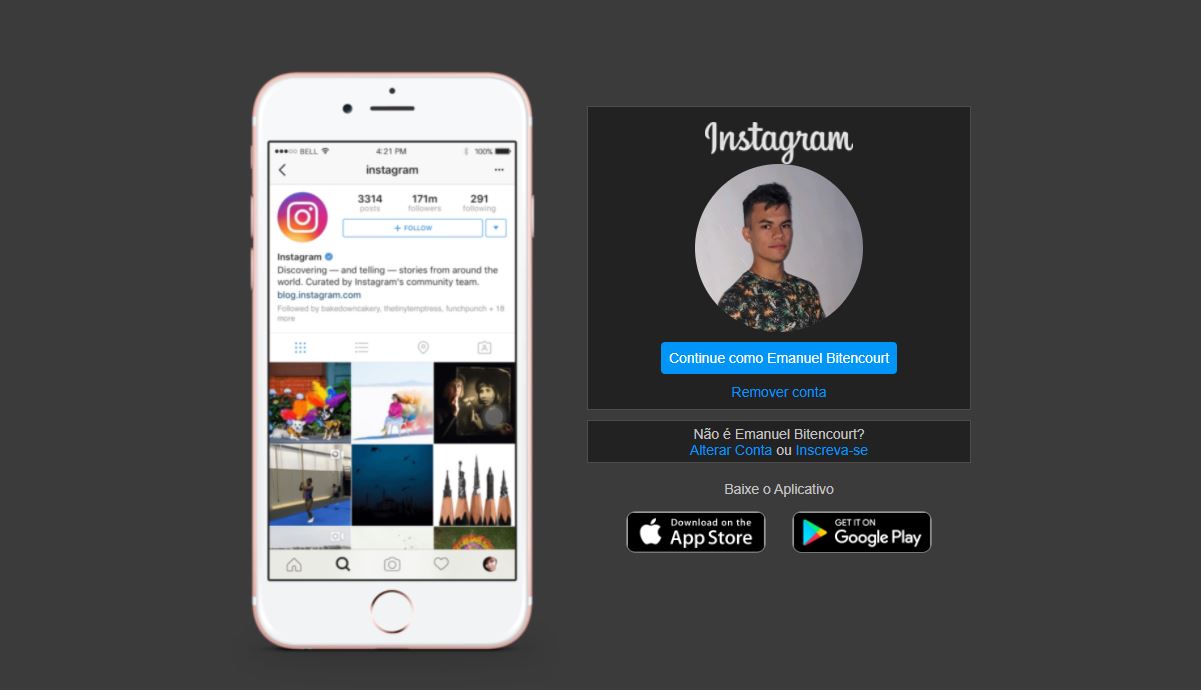 BELL
4:21 PM
100%
instagram
3314
171m
291
posts
followers
following
+ FOLLOW
Instagram
Discovering — and telling — stories from around the
world. Curated by Instagram's community team.
blog.instagram.com
Followed by bakedowncakery, thetinytemptress, funchpunch + 18
more
Instagram
Continue como Emanuel Bitencourt
Remover conta
Não é Emanuel Bitencourt?
Alterar Conta ou Inscreva-se
Baixe o Aplicativo
Download on the
App Store
GET IT ON
Google Play